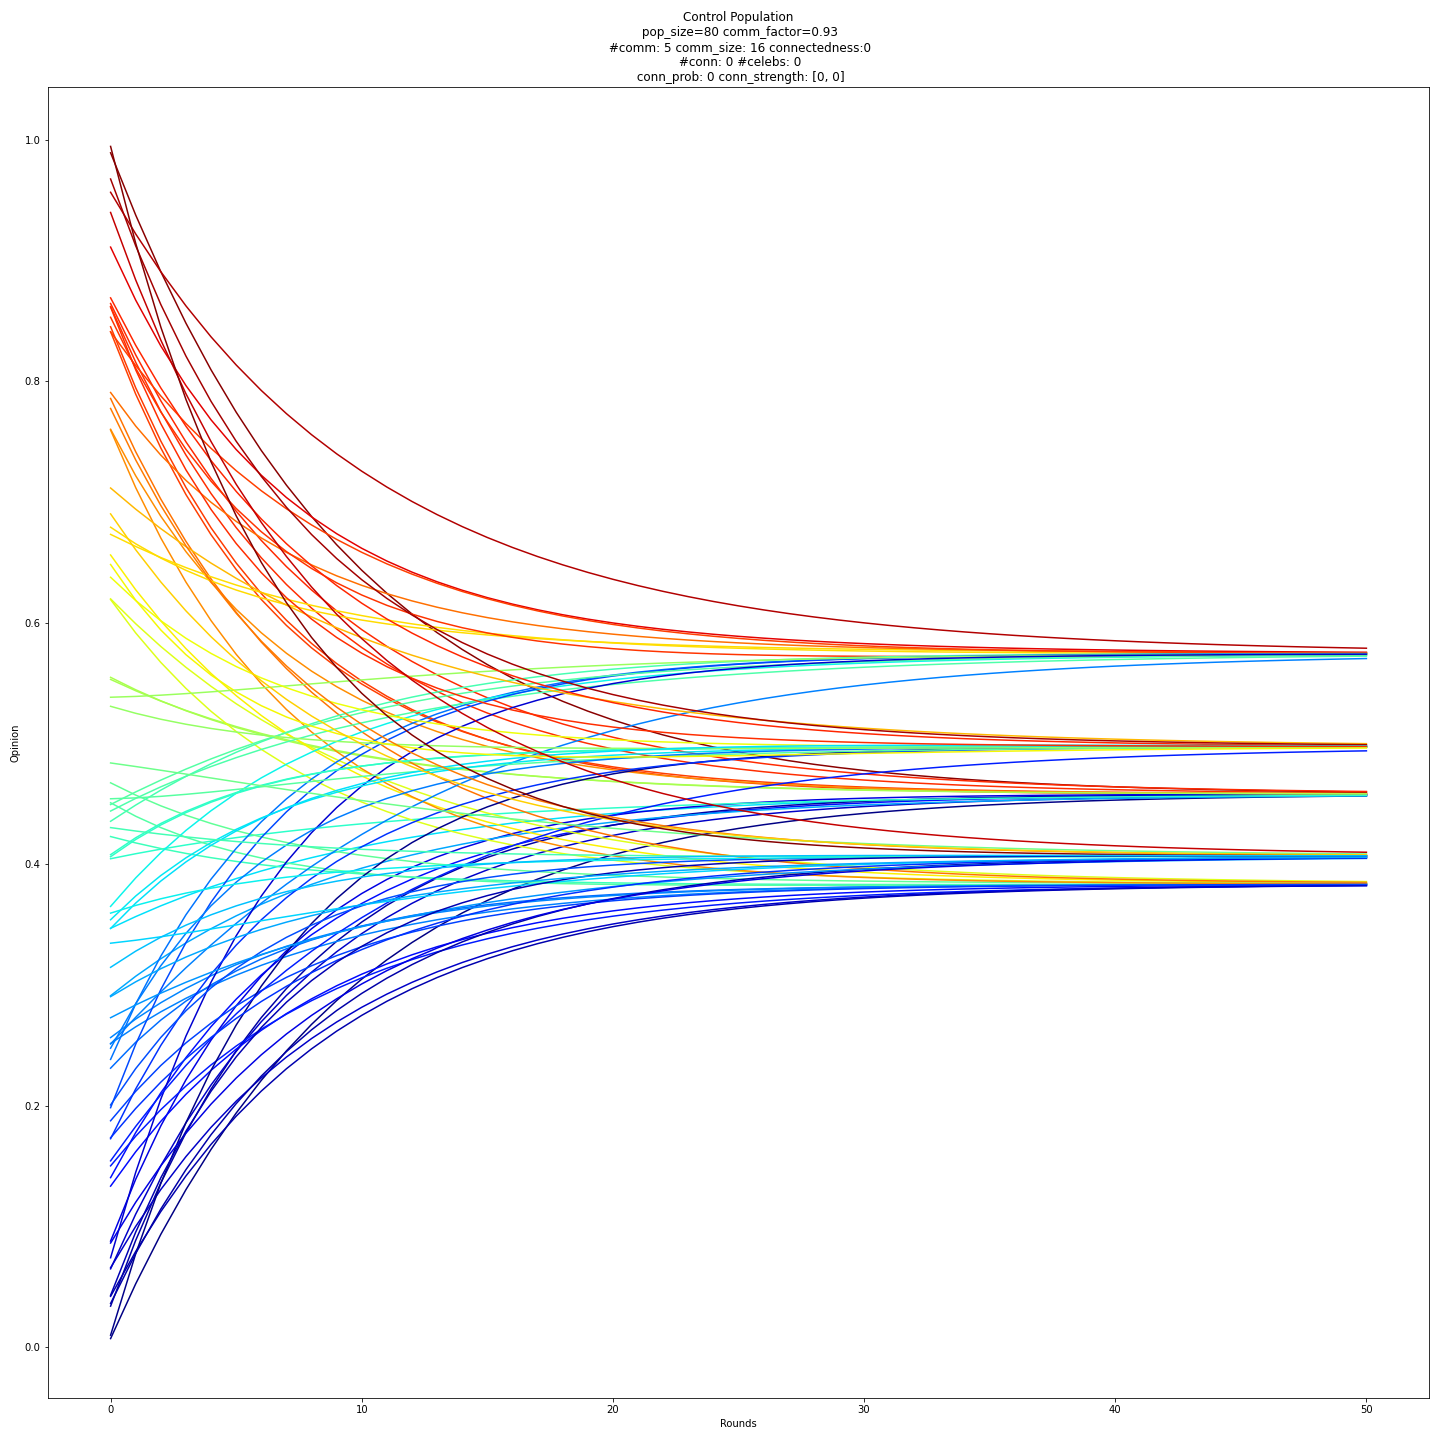 Control Population
pop_size=80 comm_factor=0.93
#comm: 5 comm_size: 16 connectedness:0
#conn: 0 #celebs: 0
conn_prob: 0 conn_strength: [0, 0]
1.0
0.8
0.6
Opinion
0.4
0.2
0.0
0 10 20 30 40 50
Rounds